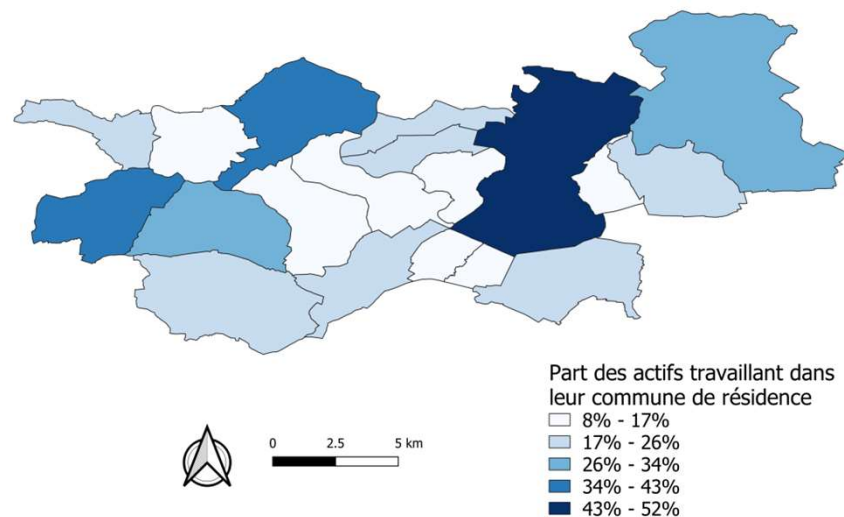 Part des actifs travaillant dans
leur commune de résidence
8% - 17%
17% - 26%
26% - 34%
34% - 43%
43% - 52%
0 2.5 5 km